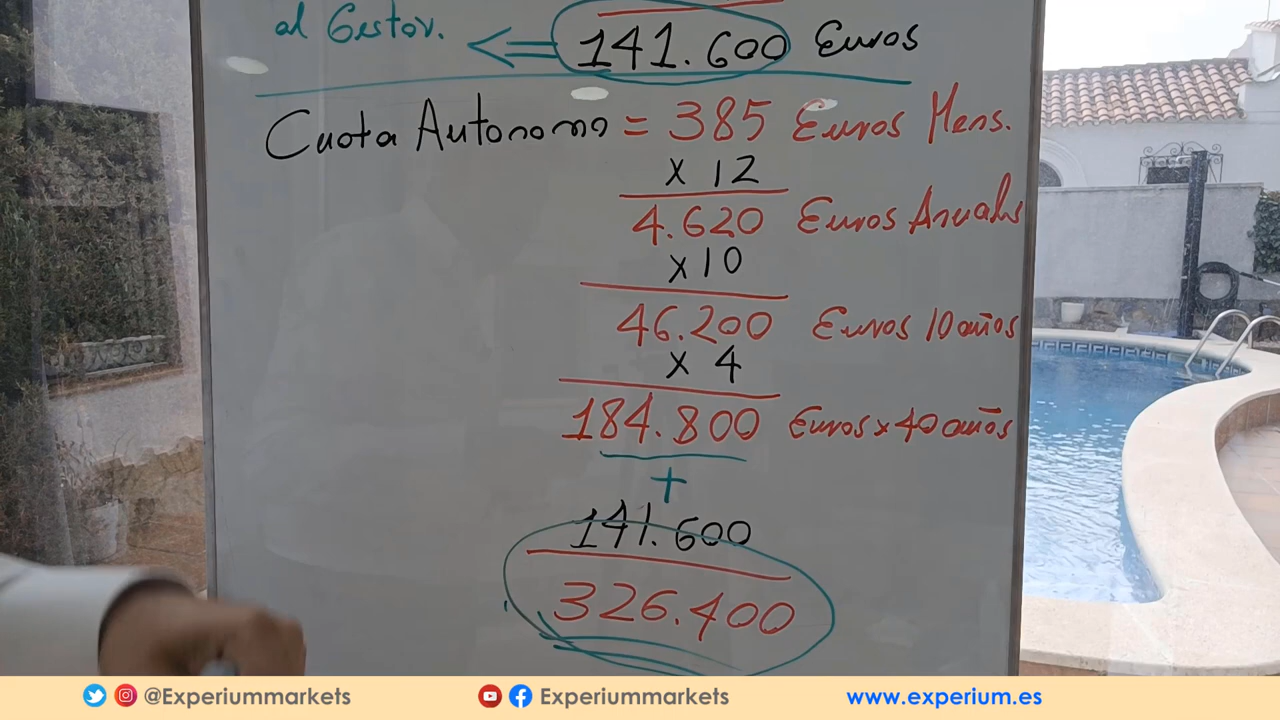 al Gestor. <= 141.600 Euros
Cuota Autonomo = 385 Euros Mens.
x 12
4.620 Euros Anuales
x 10
46.200 Euros 10 años
x 4
184.800 Euros x 40 años
+
141.600
326.400
@Experiummarkets Experiummarkets www.experium.es